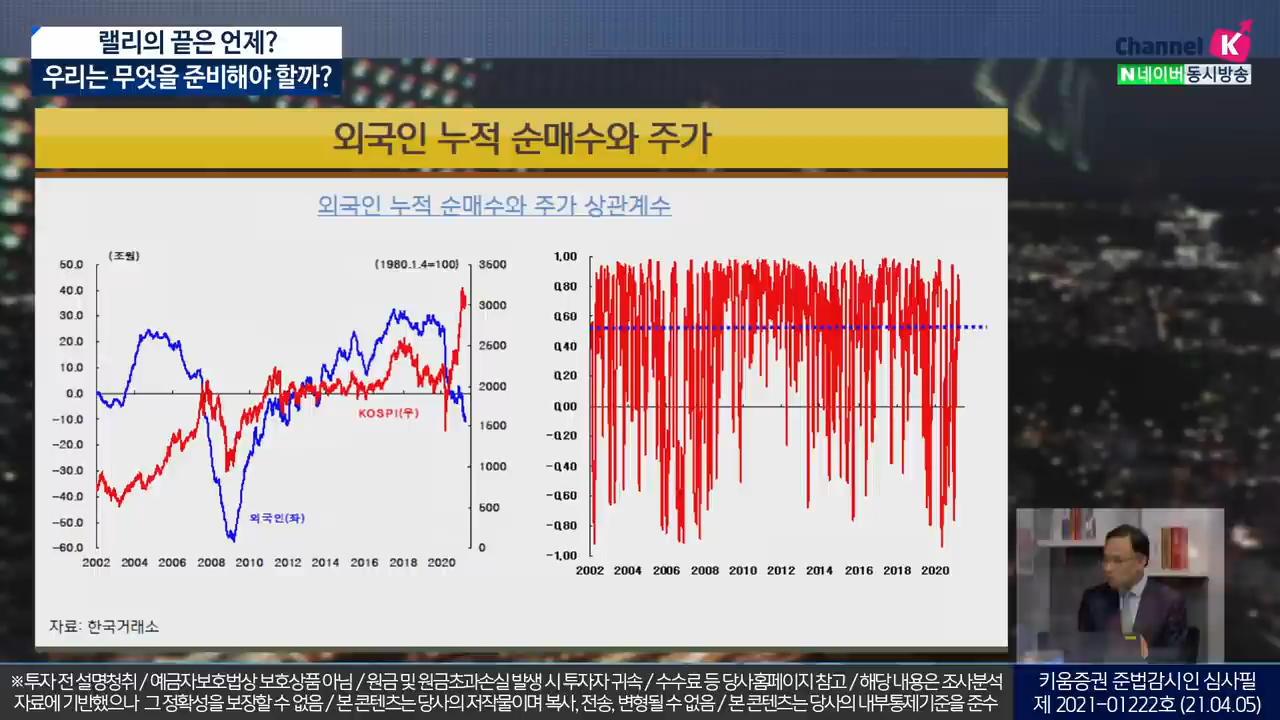 랠리의 끝은 언제?
우리는 무엇을 준비해야 할까?
Channel K
N 네이버 동시방송
외국인 누적 순매수와 주가
외국인 누적 순매수와 주가 상관계수
(조원)
(1980.1.4=100)
50.0
40.0
30.0
20.0
10.0
0.0
-10.0
-20.0
-30.0
-40.0
-50.0
-60.0
3500
3000
2500
2000
1500
1000
500
0
KOSPI(우)
외국인(좌)
2002 2004 2006 2008 2010 2012 2014 2016 2018 2020
1.00
0.80
0.60
0.40
0.20
0.00
-0.20
-0.40
-0.60
-0.80
-1.00
2002 2004 2006 2008 2010 2012 2014 2016 2018 2020
자료: 한국거래소
※투자 전 설명청취 / 예금자보호법상 보호상품 아님 / 원금 및 원금초과손실 발생 시 투자자 귀속 / 수수료 등 당사홈페이지 참고 / 해당 내용은 조사분석
자료에 기반했으나 그 정확성을 보장할 수 없음 / 본 콘텐츠는 당사의 저작물이며 복사, 전송, 변형될 수 없음 / 본 콘텐츠는 당사의 내부통제기준을 준수
키움증권 준법감시인 심사필
제 2021-01222호 (21.04.05)